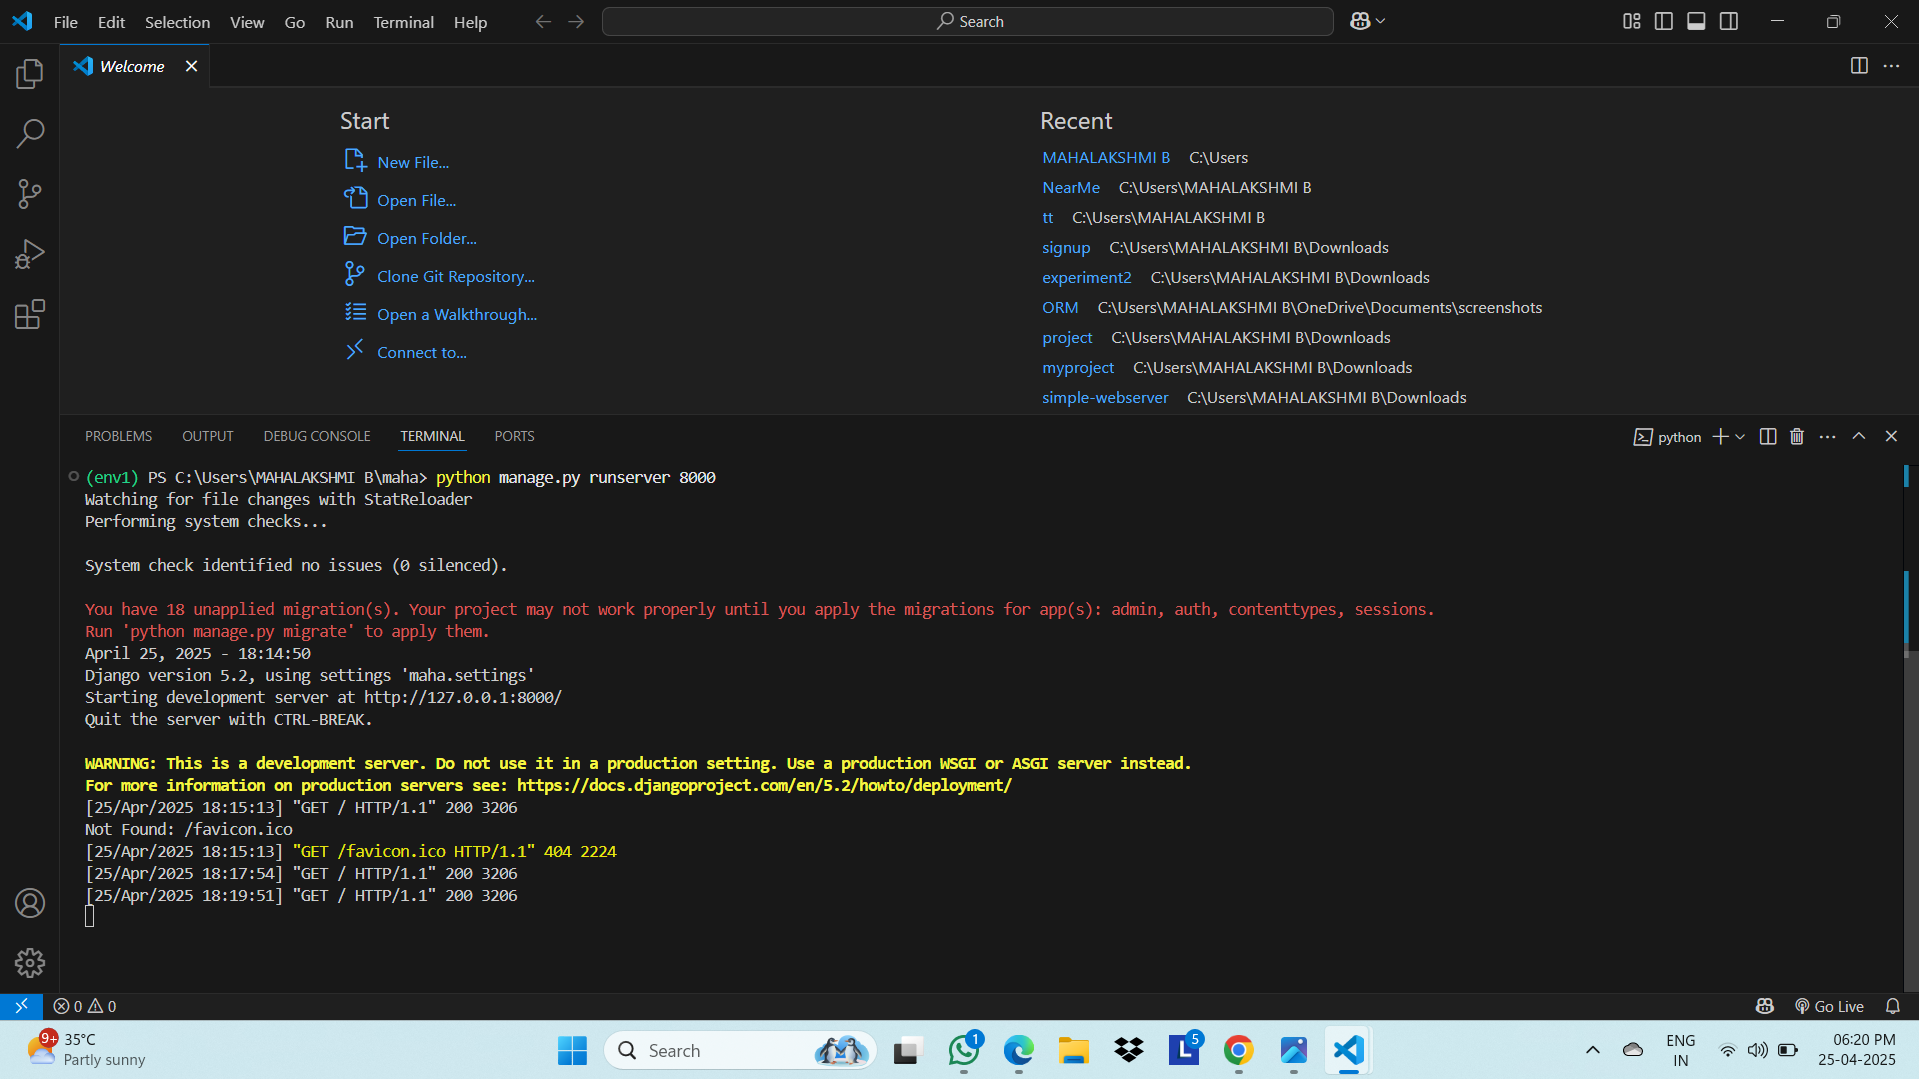 File Edit Selection View Go Run Terminal Help Search
Welcome
Start
New File...
Open File...
Open Folder...
Clone Git Repository...
Open a Walkthrough...
Connect to...
Recent
MAHALAKSHMI B C:\Users
NearMe C:\Users\MAHALAKSHMI B
tt C:\Users\MAHALAKSHMI B
signup C:\Users\MAHALAKSHMI B\Downloads
experiment2 C:\Users\MAHALAKSHMI B\Downloads
ORM C:\Users\MAHALAKSHMI B\OneDrive\Documents\screenshots
project C:\Users\MAHALAKSHMI B\Downloads
myproject C:\Users\MAHALAKSHMI B\Downloads
simple-webserver C:\Users\MAHALAKSHMI B\Downloads
PROBLEMS OUTPUT DEBUG CONSOLE TERMINAL PORTS python
(env1) PS C:\Users\MAHALAKSHMI B\maha> python manage.py runserver 8000
Watching for file changes with StatReloader
Performing system checks...
System check identified no issues (0 silenced).
You have 18 unapplied migration(s). Your project may not work properly until you apply the migrations for app(s): admin, auth, contenttypes, sessions.
Run 'python manage.py migrate' to apply them.
April 25, 2025 - 18:14:50
Django version 5.2, using settings 'maha.settings'
Starting development server at http://127.0.0.1:8000/
Quit the server with CTRL-BREAK.
WARNING: This is a development server. Do not use it in a production setting. Use a production WSGI or ASGI server instead.
For more information on production servers see: https://docs.djangoproject.com/en/5.2/howto/deployment/
[25/Apr/2025 18:15:13] "GET / HTTP/1.1" 200 3206
Not Found: /favicon.ico
[25/Apr/2025 18:15:13] "GET /favicon.ico HTTP/1.1" 404 2224
[25/Apr/2025 18:17:54] "GET / HTTP/1.1" 200 3206
[25/Apr/2025 18:19:51] "GET / HTTP/1.1" 200 3206
0 0 Go Live
9+ 35°C
Partly sunny
Search
1
L 5
ENG
IN
06:20 PM
25-04-2025